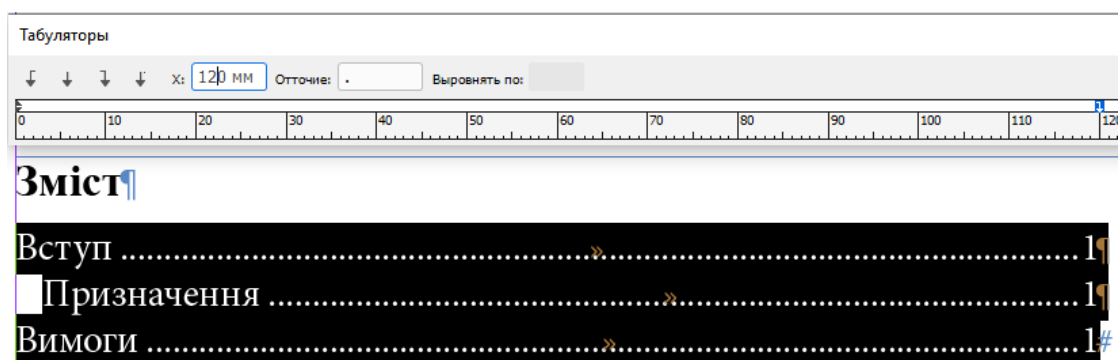 Табуляторы
X: 120 мм Отточие: . Выровнять по:
0 10 20 30 40 50 60 70 80 90 100 110 120
Зміст¶
Вступ ............................................».................................................... 1¶
Призначення ......................................».............................................. 1¶
Вимоги ...........................................».................................................... 1#